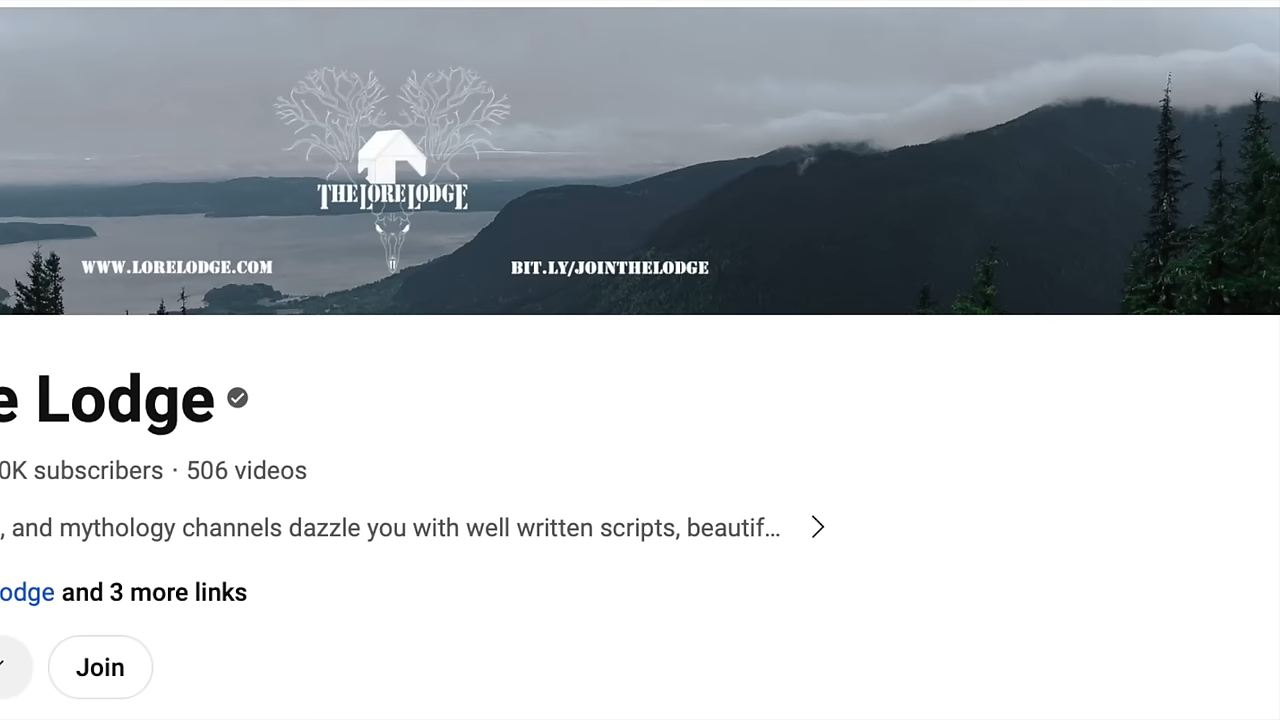 THE LORE LODGE
WWW.LORELODGE.COM
BIT.LY/JOINTHELODGE
e Lodge
0K subscribers · 506 videos
, and mythology channels dazzle you with well written scripts, beautif...
odge and 3 more links
Join